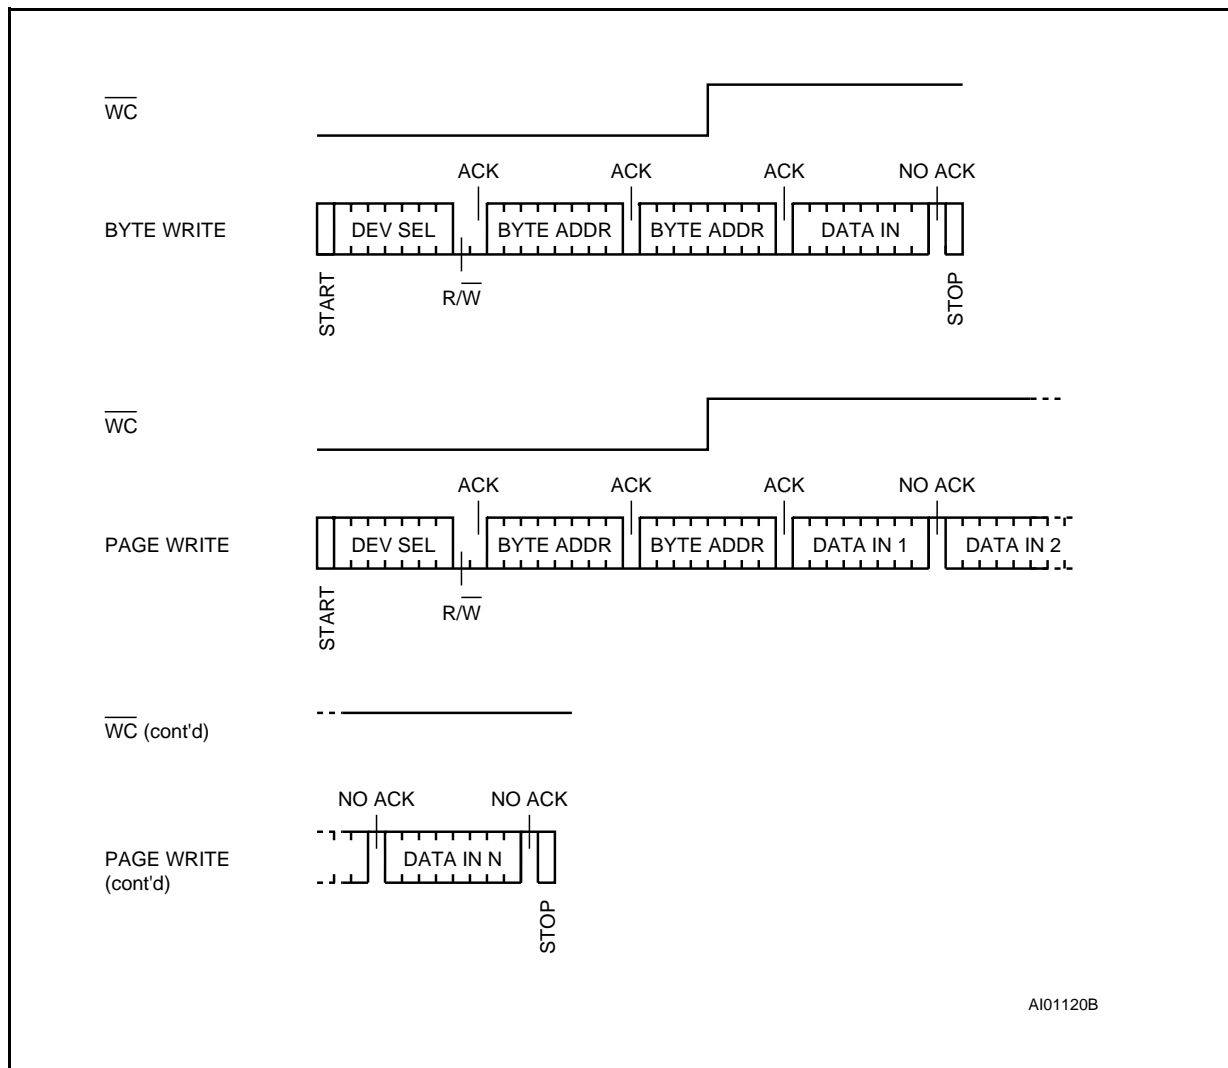 WC
ACK ACK ACK NO ACK
BYTE WRITE DEV SEL BYTE ADDR BYTE ADDR DATA IN
R/W
START STOP
WC
ACK ACK ACK NO ACK
PAGE WRITE DEV SEL BYTE ADDR BYTE ADDR DATA IN 1 DATA IN 2
R/W
START
WC (cont'd)
NO ACK NO ACK
PAGE WRITE DATA IN N
(cont'd)
STOP
AI01120B